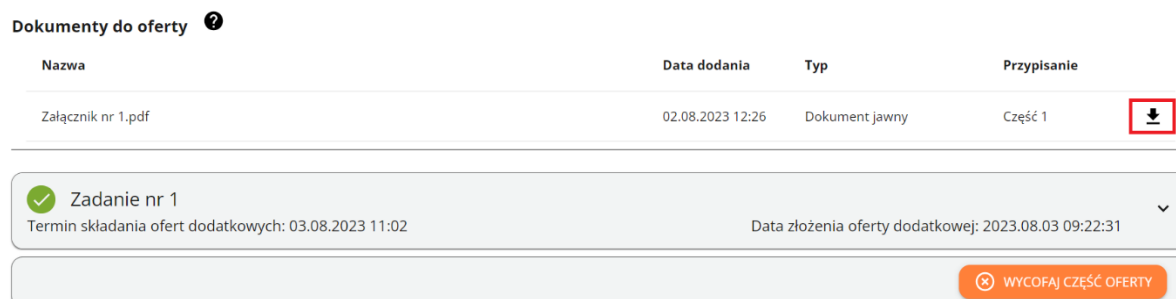 Dokumenty do oferty ?
Nazwa Data dodania Typ Przypisanie
Załącznik nr 1.pdf 02.08.2023 12:26 Dokument jawny Część 1
Zadanie nr 1
Termin składania ofert dodatkowych: 03.08.2023 11:02 Data złożenia oferty dodatkowej: 2023.08.03 09:22:31
WYCOFAJ CZĘŚĆ OFERTY